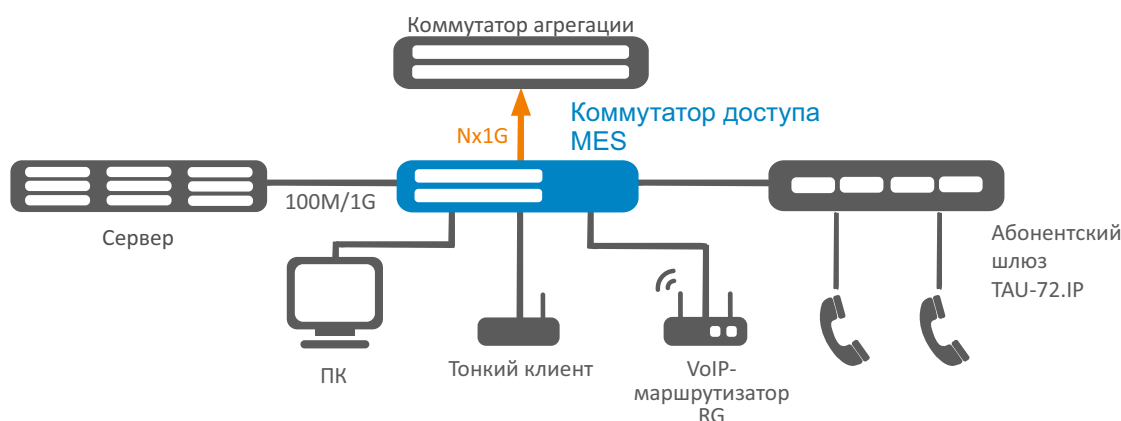 Коммутатор агрегации
Коммутатор доступа
MES
Nx1G
100M/1G
Сервер
Абонентский
шлюз
TAU-72.IP
ПК
Тонкий клиент
VoIP-
маршрутизатор
RG